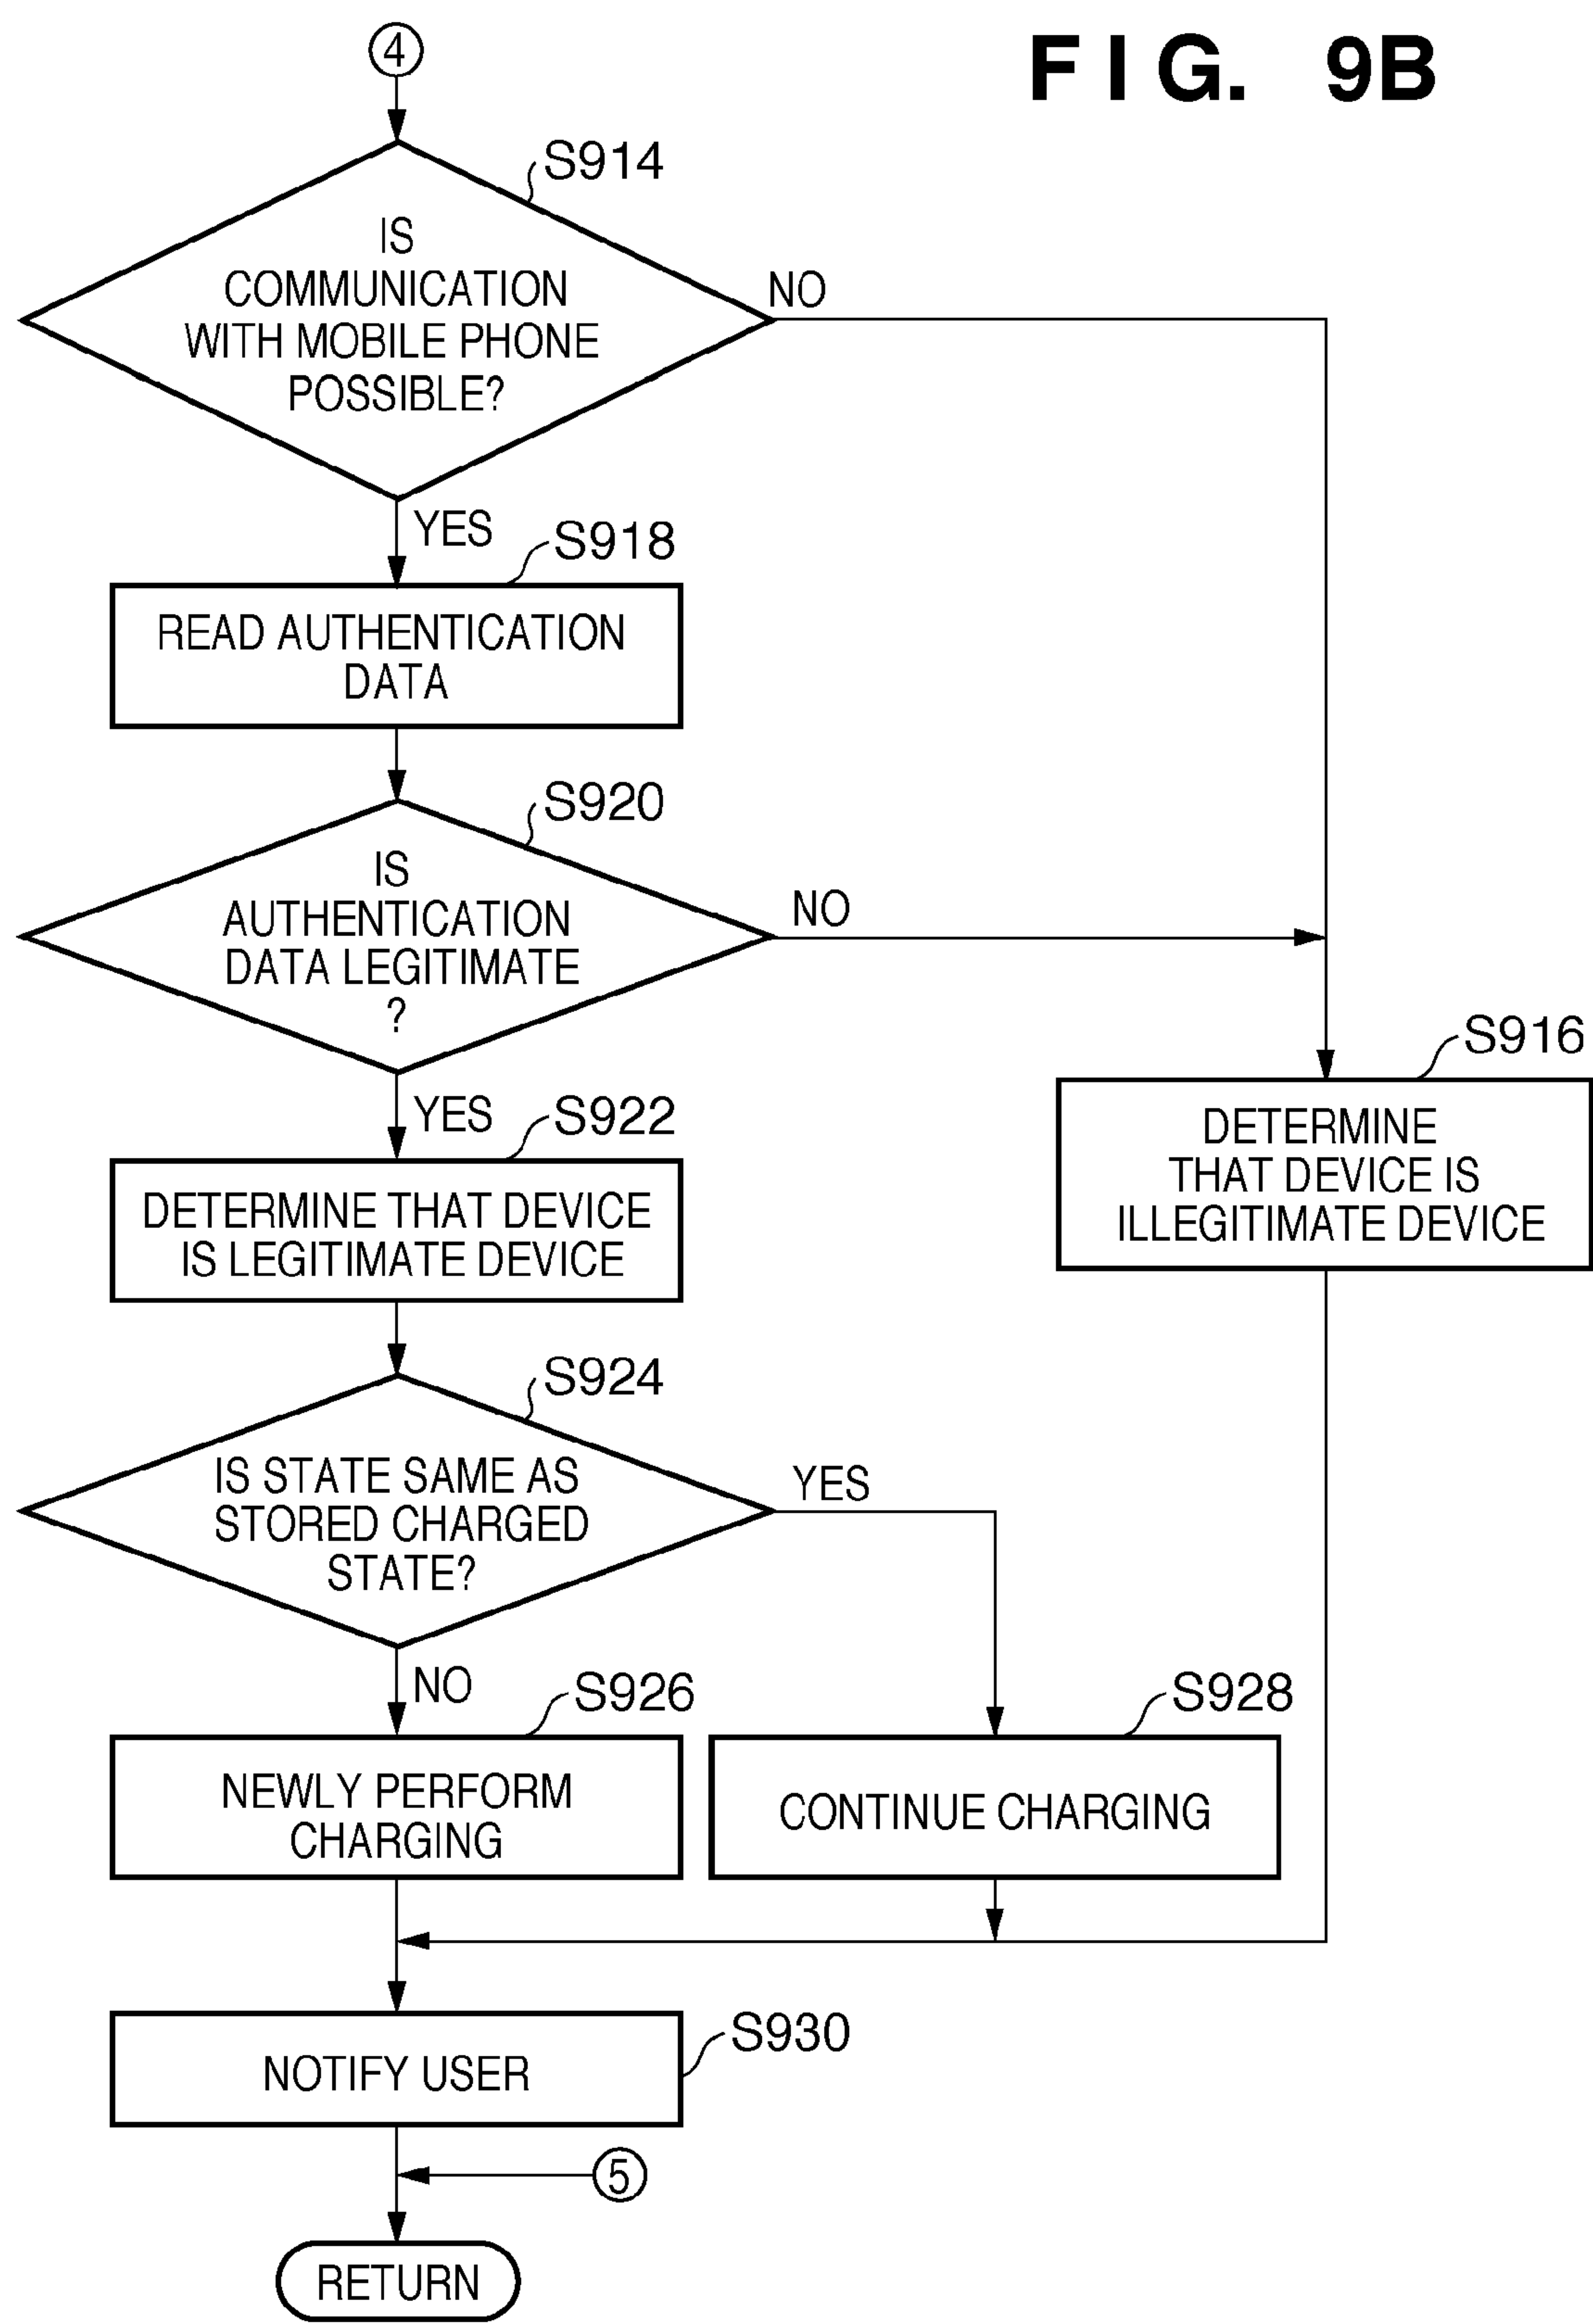 FIG. 9B
4
S914
IS
COMMUNICATION
WITH MOBILE PHONE
POSSIBLE?
NO
YES
S918
READ AUTHENTICATION
DATA
S920
IS
AUTHENTICATION
DATA LEGITIMATE
?
NO
YES
S916
DETERMINE
THAT DEVICE IS
ILLEGITIMATE DEVICE
S922
DETERMINE THAT DEVICE
IS LEGITIMATE DEVICE
S924
IS STATE SAME AS
STORED CHARGED
STATE?
YES
NO
S926
NEWLY PERFORM
CHARGING
S928
CONTINUE CHARGING
S930
NOTIFY USER
5
RETURN